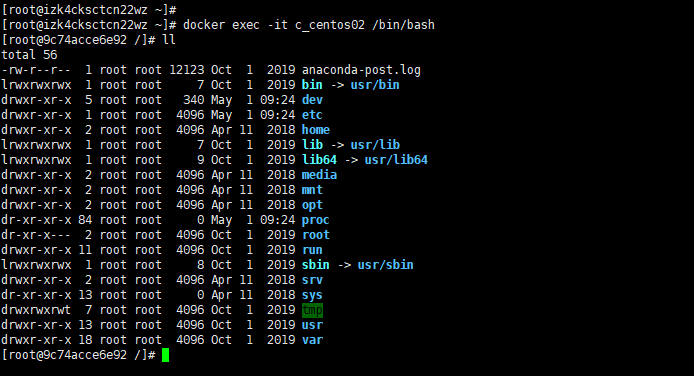 [root@izk4cksctcn22wz ~]#
[root@izk4cksctcn22wz ~]# docker exec -it c_centos02 /bin/bash
[root@9c74acce6e92 /]# ll
total 56
-rw-r--r--  1 root root 12123 Oct  1  2019 anaconda-post.log
lrwxrwxrwx  1 root root     7 Oct  1  2019 bin -> usr/bin
drwxr-xr-x  5 root root   340 May  1 09:24 dev
drwxr-xr-x  1 root root  4096 May  1 09:24 etc
drwxr-xr-x  2 root root  4096 Apr 11  2018 home
lrwxrwxrwx  1 root root     7 Oct  1  2019 lib -> usr/lib
lrwxrwxrwx  1 root root     9 Oct  1  2019 lib64 -> usr/lib64
drwxr-xr-x  2 root root  4096 Apr 11  2018 media
drwxr-xr-x  2 root root  4096 Apr 11  2018 mnt
drwxr-xr-x  2 root root  4096 Apr 11  2018 opt
dr-xr-xr-x 84 root root     0 May  1 09:24 proc
dr-xr-x---  2 root root  4096 Oct  1  2019 root
drwxr-xr-x 11 root root  4096 Oct  1  2019 run
lrwxrwxrwx  1 root root     8 Oct  1  2019 sbin -> usr/sbin
drwxr-xr-x  2 root root  4096 Apr 11  2018 srv
dr-xr-xr-x 13 root root     0 Apr 11  2018 sys
drwxrwxrwt  7 root root  4096 Oct  1  2019 tmp
drwxr-xr-x 13 root root  4096 Oct  1  2019 usr
drwxr-xr-x 18 root root  4096 Oct  1  2019 var
[root@9c74acce6e92 /]#